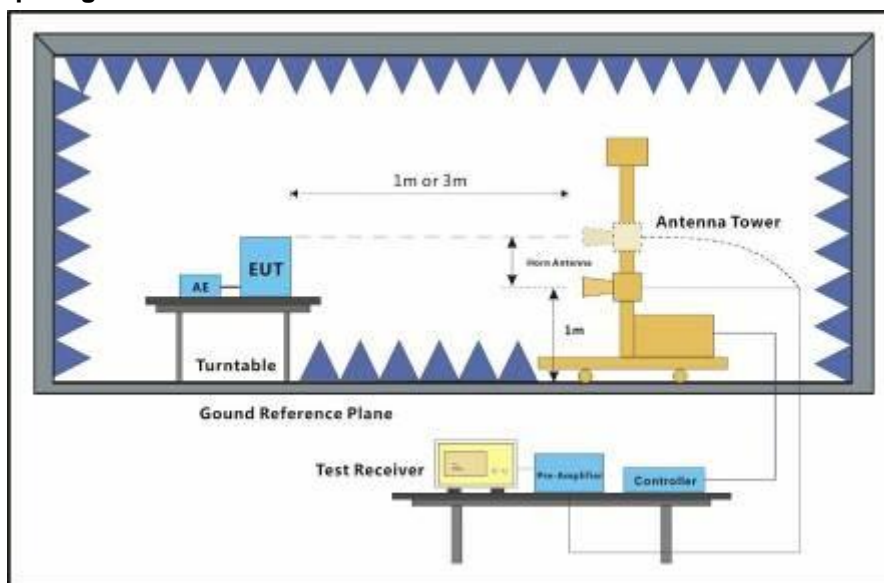 1m or 3m
Antenna Tower
Horn Antenna
EUT
AE
1m
Turntable
Gound Reference Plane
Test Receiver
Pre-Amplifier
Controller